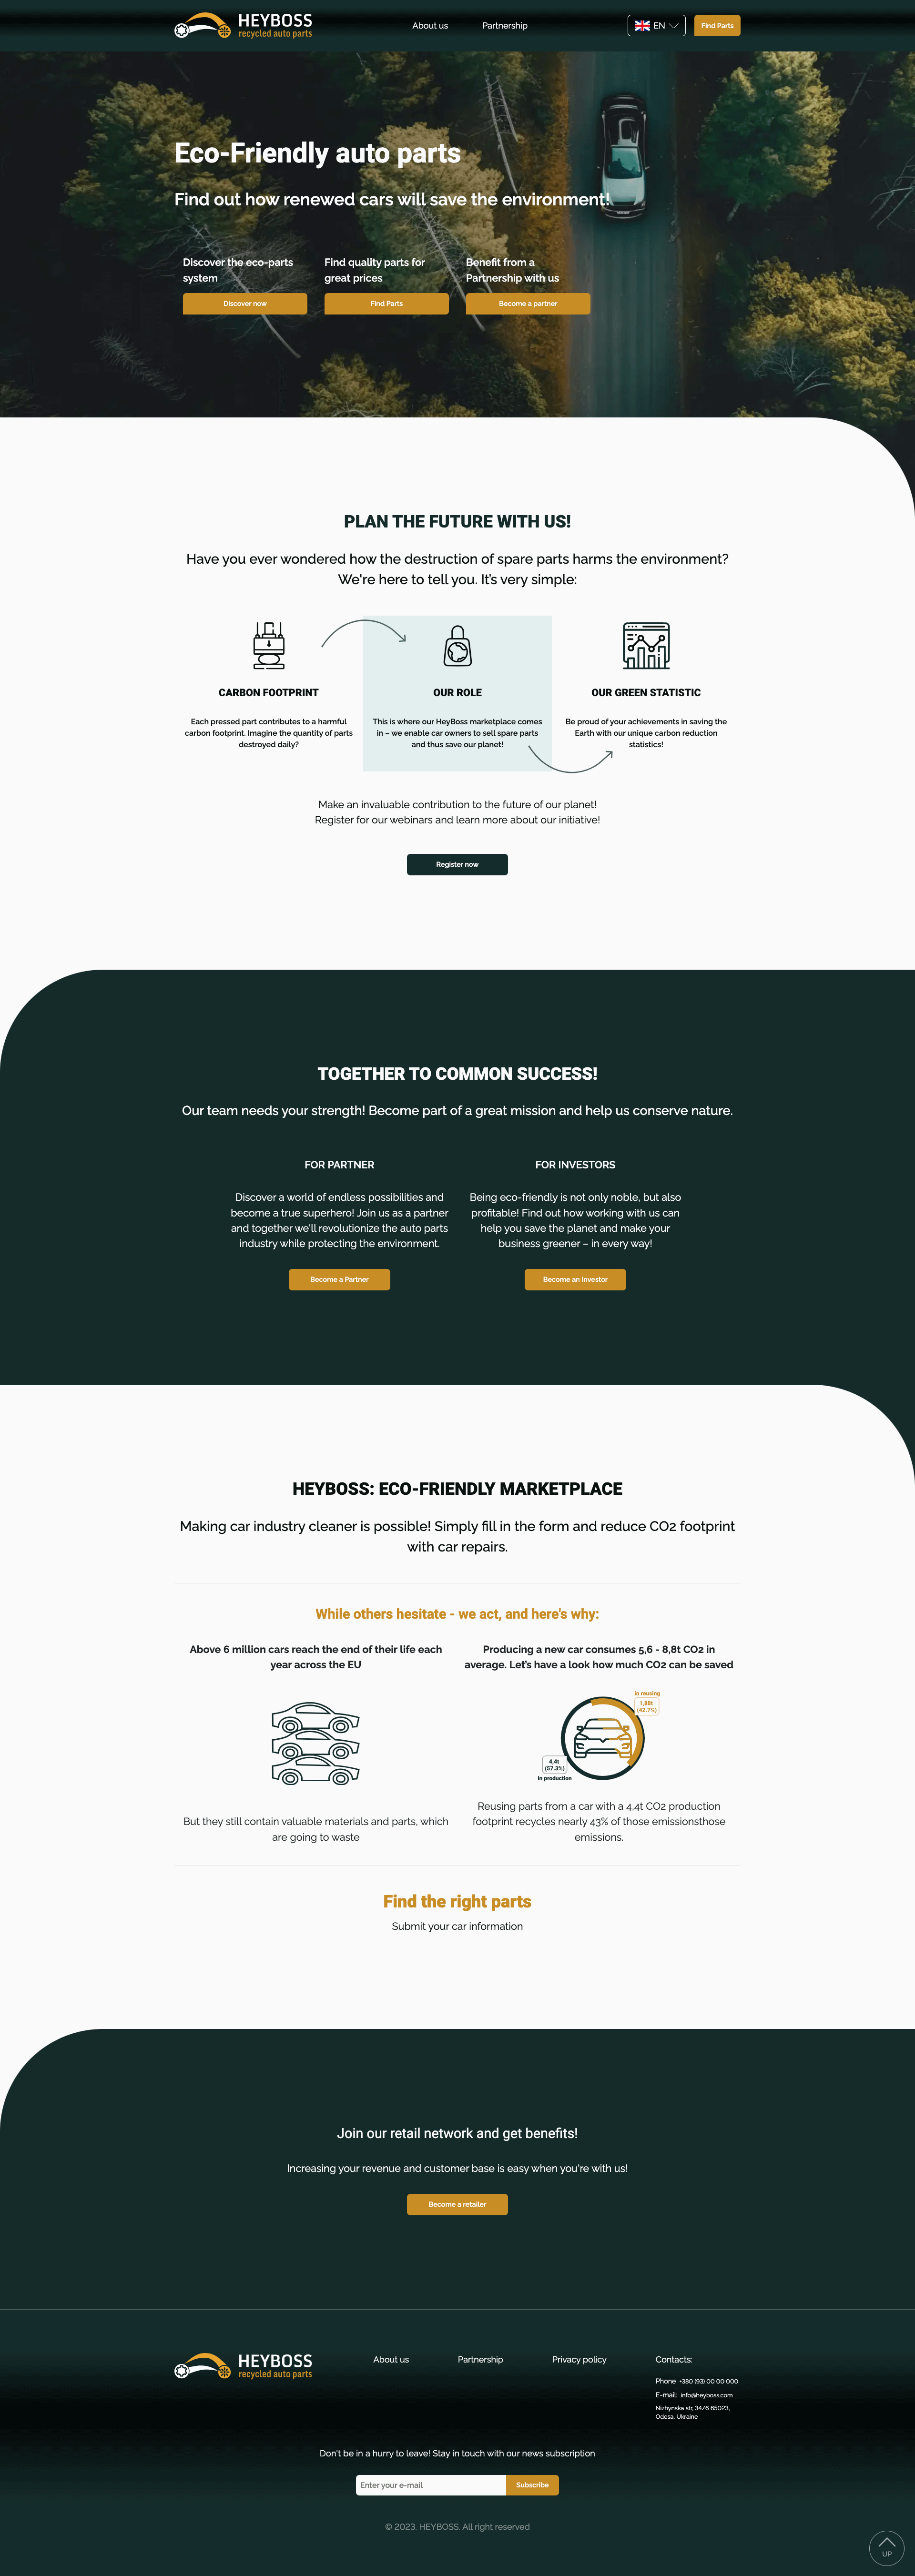 HEYBOSS
recycled auto parts
About us
Partnership
EN
Find Parts
Eco-Friendly auto parts
Find out how renewed cars will save the environment!
Discover the eco-parts
system
Discover now
Find quality parts for
great prices
Find Parts
Benefit from a
Partnership with us
Become a partner
PLAN THE FUTURE WITH US!
Have you ever wondered how the destruction of spare parts harms the environment?
We're here to tell you. It's very simple:
CARBON FOOTPRINT
Each pressed part contributes to a harmful
carbon footprint. Imagine the quantity of parts
destroyed daily?
OUR ROLE
This is where our HeyBoss marketplace comes
in – we enable car owners to sell spare parts
and thus save our planet!
OUR GREEN STATISTIC
Be proud of your achievements in saving the
Earth with our unique carbon reduction
statistics!
Make an invaluable contribution to the future of our planet!
Register for our webinars and learn more about our initiative!
Register now
TOGETHER TO COMMON SUCCESS!
Our team needs your strength! Become part of a great mission and help us conserve nature.
FOR PARTNER
Discover a world of endless possibilities and
become a true superhero! Join us as a partner
and together we'll revolutionize the auto parts
industry while protecting the environment.
Become a Partner
FOR INVESTORS
Being eco-friendly is not only noble, but also
profitable! Find out how working with us can
help you save the planet and make your
business greener – in every way!
Become an Investor
HEYBOSS: ECO-FRIENDLY MARKETPLACE
Making car industry cleaner is possible! Simply fill in the form and reduce CO2 footprint
with car repairs.
While others hesitate - we act, and here's why:
Above 6 million cars reach the end of their life each
year across the EU
But they still contain valuable materials and parts, which
are going to waste
Producing a new car consumes 5,6 - 8,8t CO2 in
average. Let's have a look how much CO2 can be saved
In reusing
1,88t
(42.7%)
4,4t
(57.3%)
In production
Reusing parts from a car with a 4,4t CO2 production
footprint recycles nearly 43% of those emissionsthose
emissions.
Find the right parts
Submit your car information
Join our retail network and get benefits!
Increasing your revenue and customer base is easy when you're with us!
Become a retailer
HEYBOSS
recycled auto parts
About us
Partnership
Privacy policy
Contacts:
Phone +380 (93) 00 00 000
E-mail: info@heyboss.com
Nizhynska str, 34/6 65023,
Odesa, Ukraine
Don't be in a hurry to leave! Stay in touch with our news subscription
Enter your e-mail
Subscribe
© 2023. HEYBOSS. All right reserved
UP